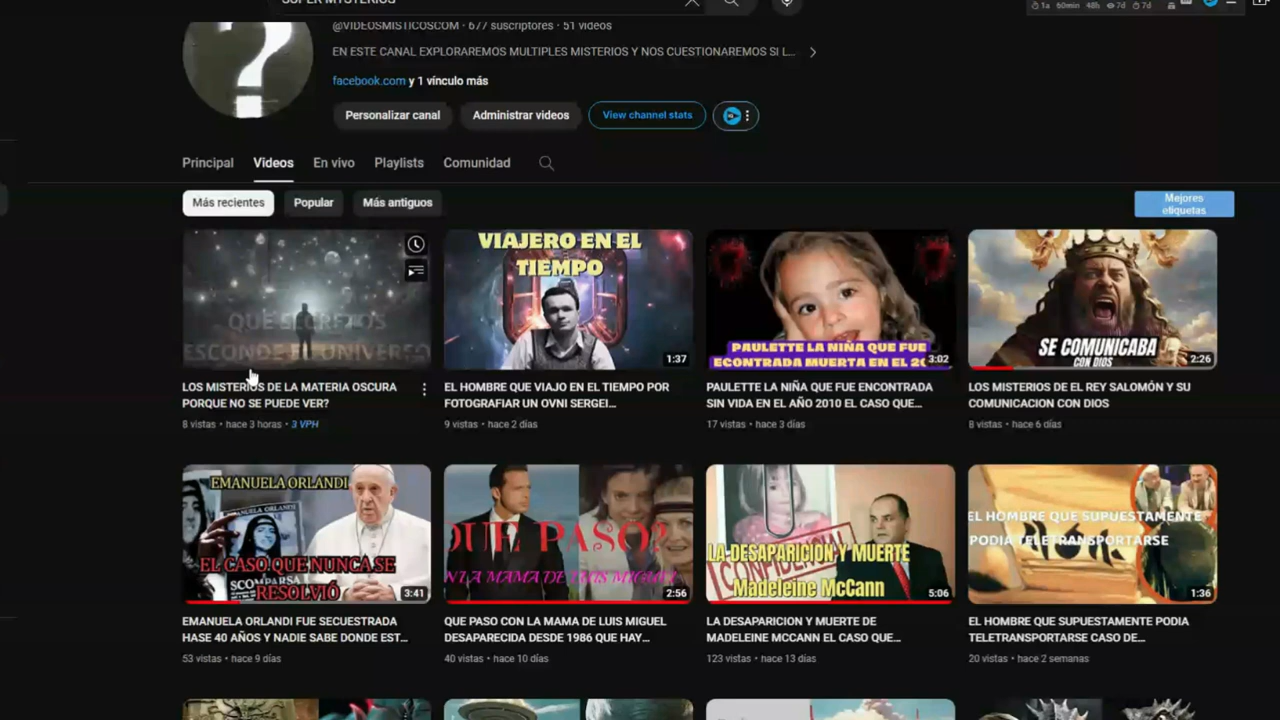 SUPER MYSTERIOS
1a 60min 48h 7d 7d
@VIDEOSMISTICOSCOM · 677 suscriptores · 51 videos
EN ESTE CANAL EXPLORAREMOS MULTIPLES MISTERIOS Y NOS CUESTIONAREMOS SI L...
facebook.com y 1 vínculo más
Personalizar canal
Administrar videos
View channel stats
Principal
Videos
En vivo
Playlists
Comunidad
Más recientes
Popular
Más antiguos
Mejores
etiquetas
QUE SECRETOS
ESCONDE EL UNIVERSO
VIAJERO EN EL
TIEMPO
1:37
PAULETTE LA NIÑA QUE FUE
3:02
SE COMUNICABA
CON DIOS
2:26
LOS MISTERIOS DE LA MATERIA OSCURA
PORQUE NO SE PUEDE VER?
8 vistas · hace 3 horas · 3 VPH
EL HOMBRE QUE VIAJO EN EL TIEMPO POR
FOTOGRAFIAR UN OVNI SERGEI...
9 vistas · hace 2 días
PAULETTE LA NIÑA QUE FUE ENCONTRADA
SIN VIDA EN EL AÑO 2010 EL CASO QUE...
17 vistas · hace 3 días
LOS MISTERIOS DE EL REY SALOMÓN Y SU
COMUNICACION CON DIOS
8 vistas · hace 6 días
EMANUELA ORLANDI
EL CASO QUE NUNCA SE
RESOLVIÓ
3:41
QUE PASO?
2:56
CONFIDENCIAL
LA DESAPARICION Y MUERTE
Madeleine McCann
5:06
EL HOMBRE QUE SUPUESTAMENTE
PODIA TELETRANSPORTARSE
1:36
EMANUELA ORLANDI FUE SECUESTRADA
HASE 40 AÑOS Y NADIE SABE DONDE EST...
53 vistas · hace 9 días
QUE PASO CON LA MAMA DE LUIS MIGUEL
DESAPARECIDA DESDE 1986 QUE HAY...
40 vistas · hace 10 días
LA DESAPARICION Y MUERTE DE
MADELEINE MCCANN EL CASO QUE...
123 vistas · hace 13 días
EL HOMBRE QUE SUPUESTAMENTE PODIA
TELETRANSPORTARSE CASO DE...
20 vistas · hace 2 semanas